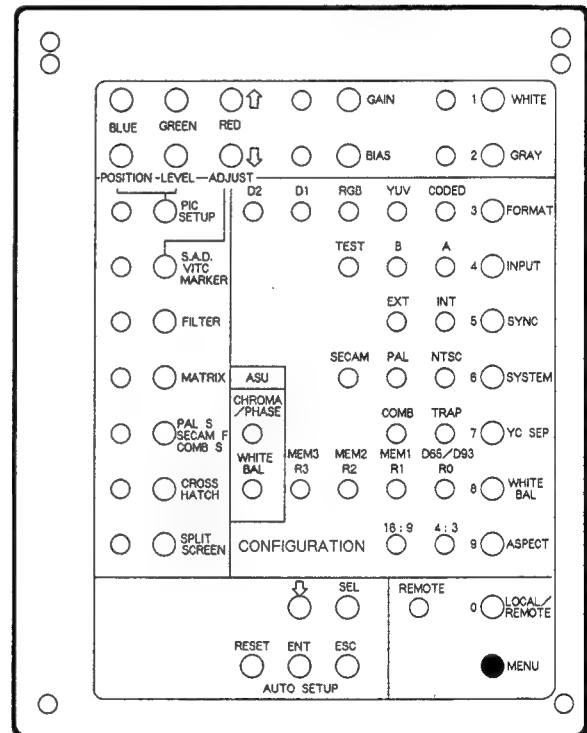 1 WHITE
GAIN
BLUE GREEN RED
BIAS
2 GRAY
POSITION - LEVEL - ADJUST
D2 D1 RGB YUV CODED
PIC
SETUP
3 FORMAT
TEST B A
S.A.D.
VITC
MARKER
4 INPUT
EXT INT
FILTER
5 SYNC
SECAM PAL NTSC
MATRIX
ASU
6 SYSTEM
CHROMA
/PHASE
COMB TRAP
PAL S
SECAM F
COMB S
7 YC SEP
WHITE
BAL
MEM3
R3
MEM2
R2
MEM1
R1
D65/D93
R0
CROSS
HATCH
8 WHITE
BAL
16:9 4:3
SPLIT
SCREEN
CONFIGURATION
9 ASPECT
SEL
REMOTE
0 LOCAL/
REMOTE
RESET ENT ESC
MENU
AUTO SETUP